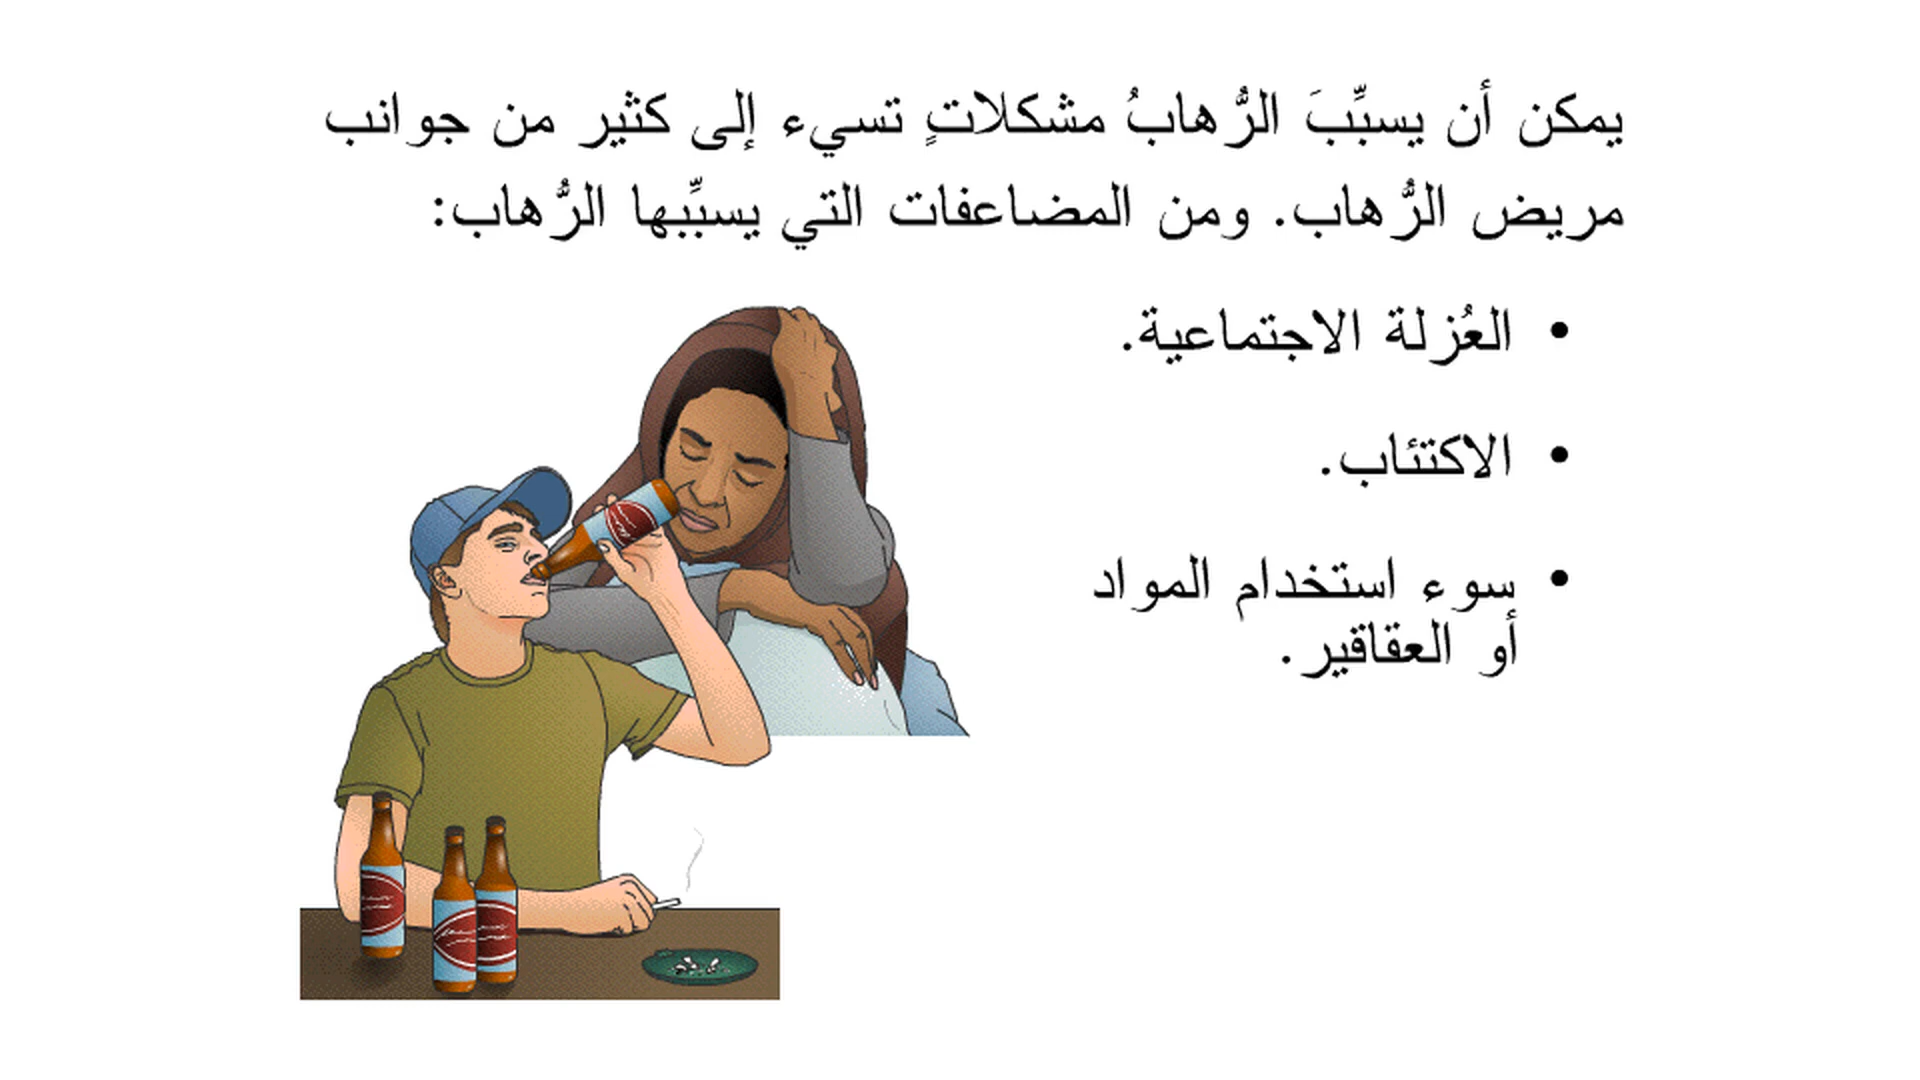 يمكن أن يسبِّبَ الرُّهابُ مشكلاتٍ تسيء إلى كثير من جوانب
مريض الرُّهاب. ومن المضاعفات التي يسبِّبها الرُّهاب:
• العُزلة الاجتماعية.
• الاكتئاب.
• سوء استخدام المواد
أو العقاقير.